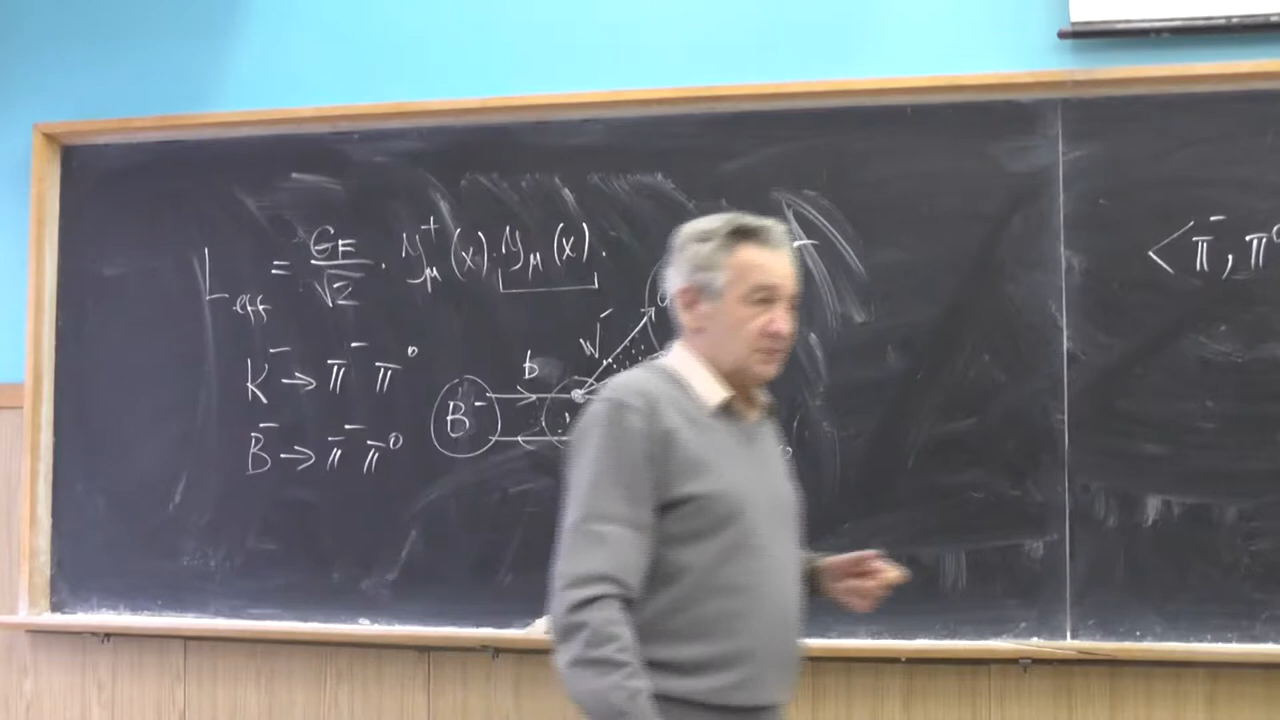 L_eff = G_F/√2 · J_μ^+ (x) · J_μ (x) .
K^- → π^- π^0
B^- → π^- π^0
B^-
b
W^-
< π^-, π^0